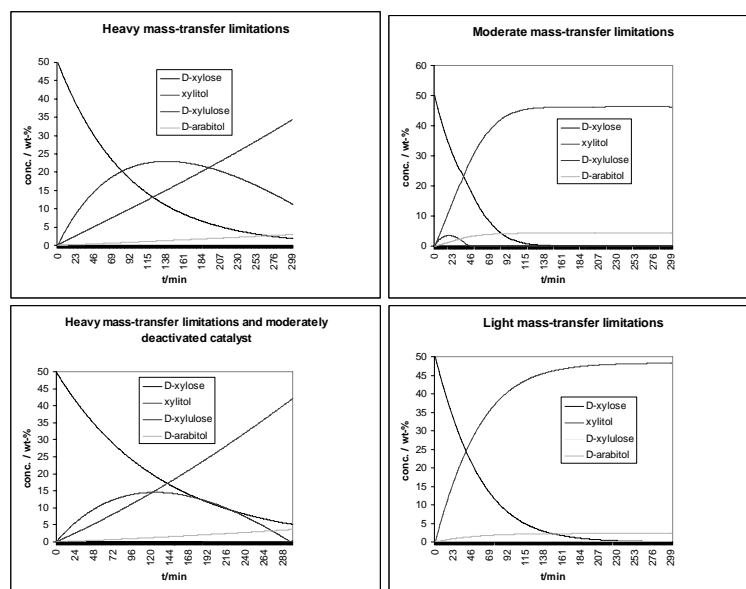 Heavy mass-transfer limitations
50
45
40
35
30
25
20
15
10
5
0
conc. / wt-%
D-xylose
xylitol
D-xylulose
D-arabitol
0 23 46 69 92 115 138 161 184 207 230 253 276 299
t/min
Moderate mass-transfer limitations
60
50
40
30
20
10
0
conc. / wt-%
D-xylose
xylitol
D-xylulose
D-arabitol
0 23 46 69 92 115 138 161 184 207 230 253 276 299
t/min
Heavy mass-transfer limitations and moderately
deactivated catalyst
50
45
40
35
30
25
20
15
10
5
0
conc. / wt-%
D-xylose
xylitol
D-xylulose
D-arabitol
0 24 48 72 96 120 144 168 192 216 240 264 288
t/min
Light mass-transfer limitations
50
45
40
35
30
25
20
15
10
5
0
conc. / wt-%
D-xylose
xylitol
D-xylulose
D-arabitol
0 23 46 69 92 115 138 161 184 207 230 253 276 299
t/min